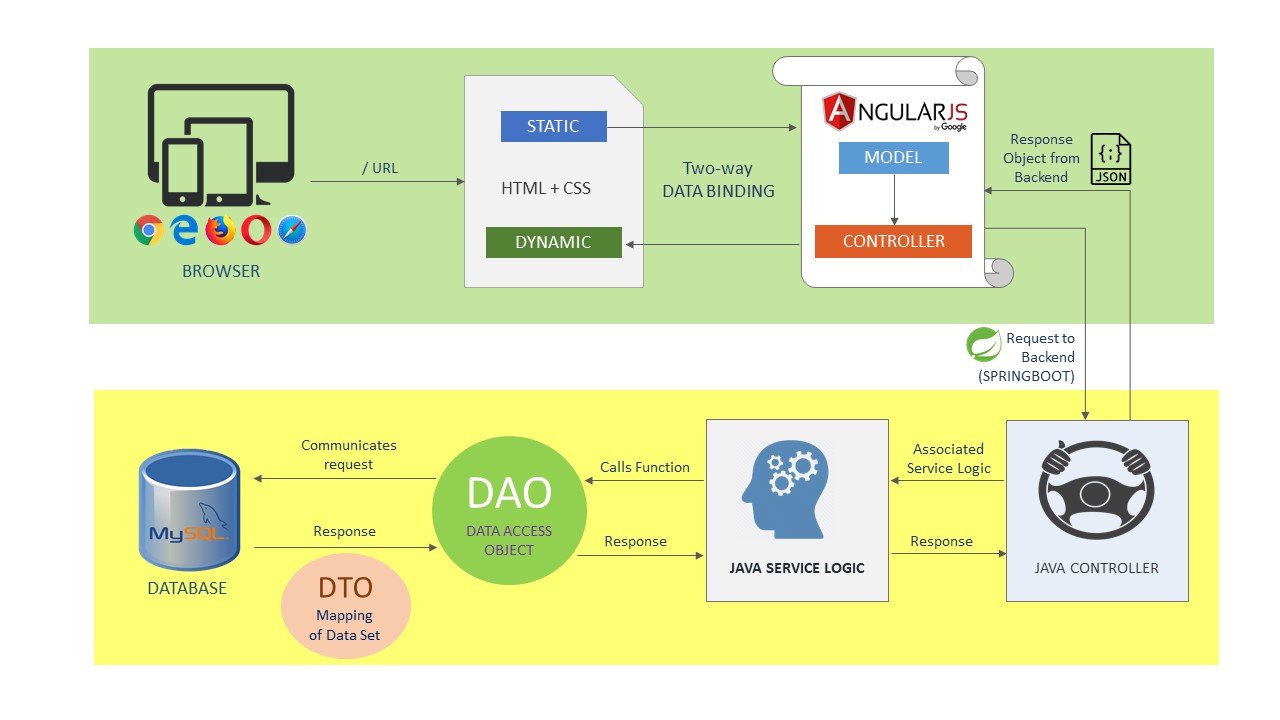 / URL
BROWSER
STATIC
HTML + CSS
DYNAMIC
Two-way
DATA BINDING
ANGULARJS
by Google
MODEL
CONTROLLER
Response
Object from
Backend
{;}
JSON
Request to
Backend
(SPRINGBOOT)
MySQL
DATABASE
Communicates
request
Response
DTO
Mapping
of Data Set
DAO
DATA ACCESS
OBJECT
Calls Function
Response
JAVA SERVICE LOGIC
Associated
Service Logic
Response
JAVA CONTROLLER